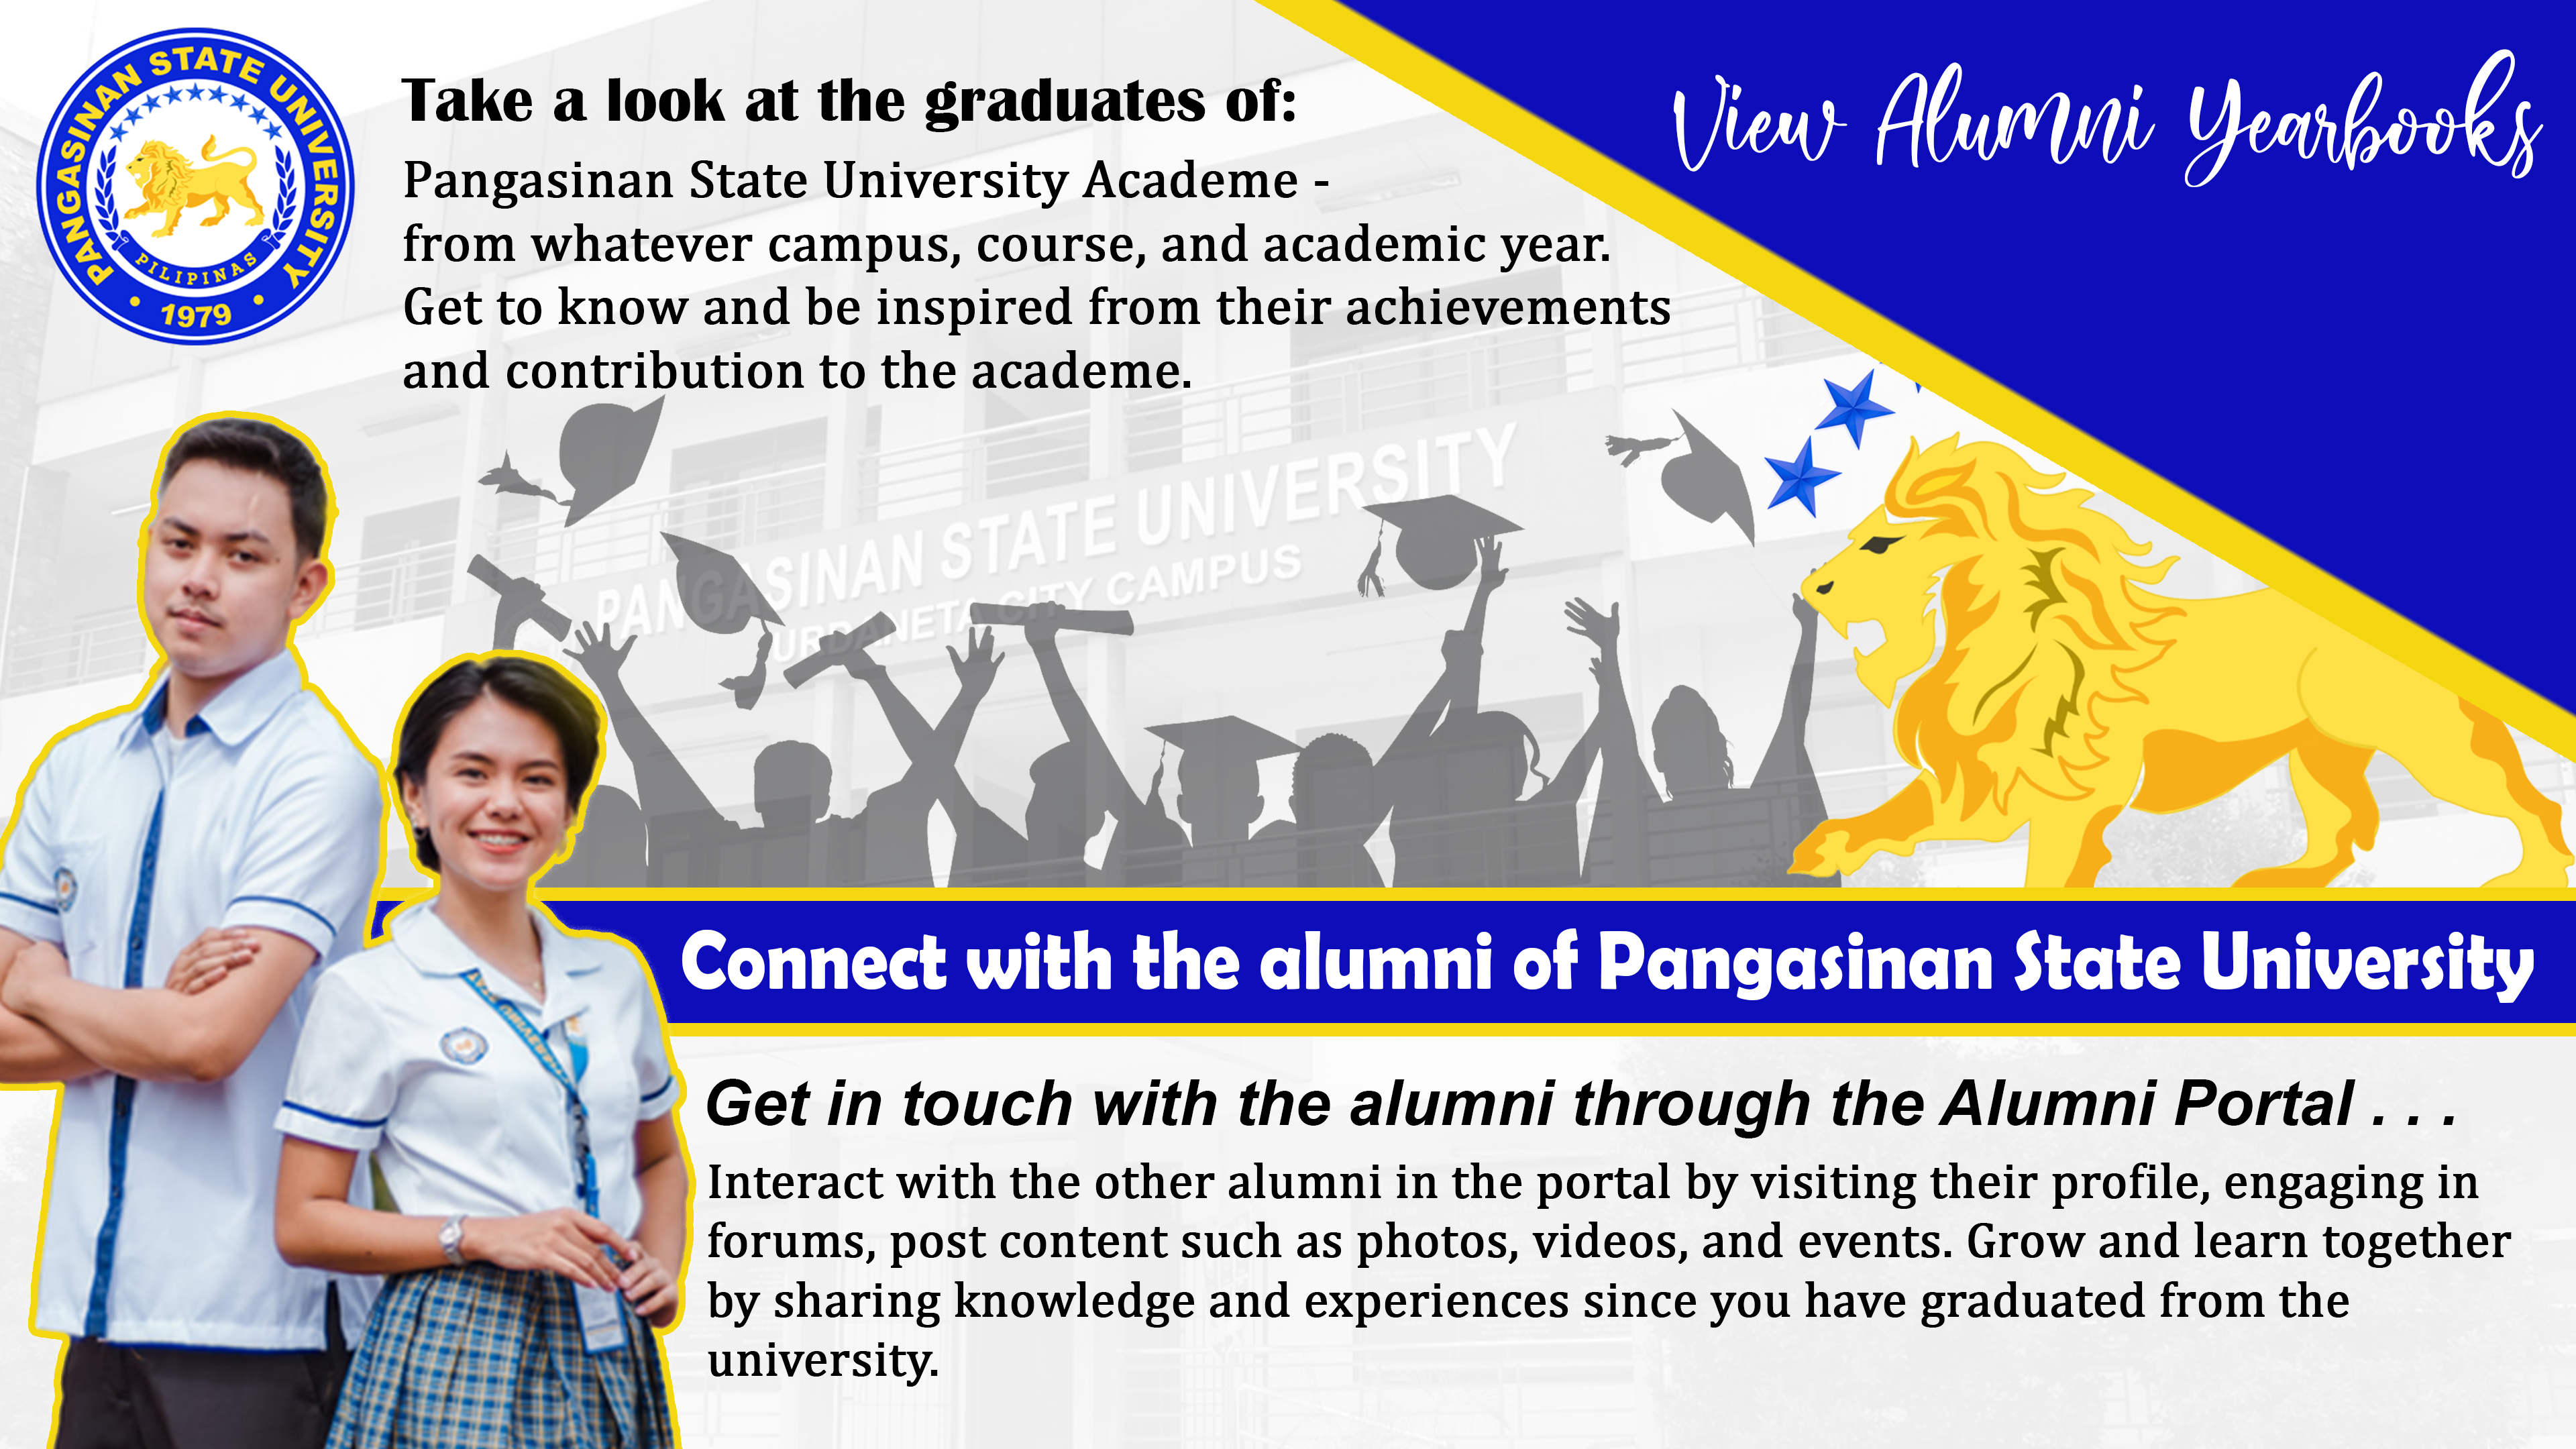 PANGASINAN STATE UNIVERSITY
PILIPINAS
1979
Take a look at the graduates of:
Pangasinan State University Academe -
from whatever campus, course, and academic year.
Get to know and be inspired from their achievements
and contribution to the academe.
View Alumni Yearbooks
PANGASINAN STATE UNIVERSITY
URDANETA CITY CAMPUS
Connect with the alumni of Pangasinan State University
Get in touch with the alumni through the Alumni Portal . . .
Interact with the other alumni in the portal by visiting their profile, engaging in
forums, post content such as photos, videos, and events. Grow and learn together
by sharing knowledge and experiences since you have graduated from the
university.